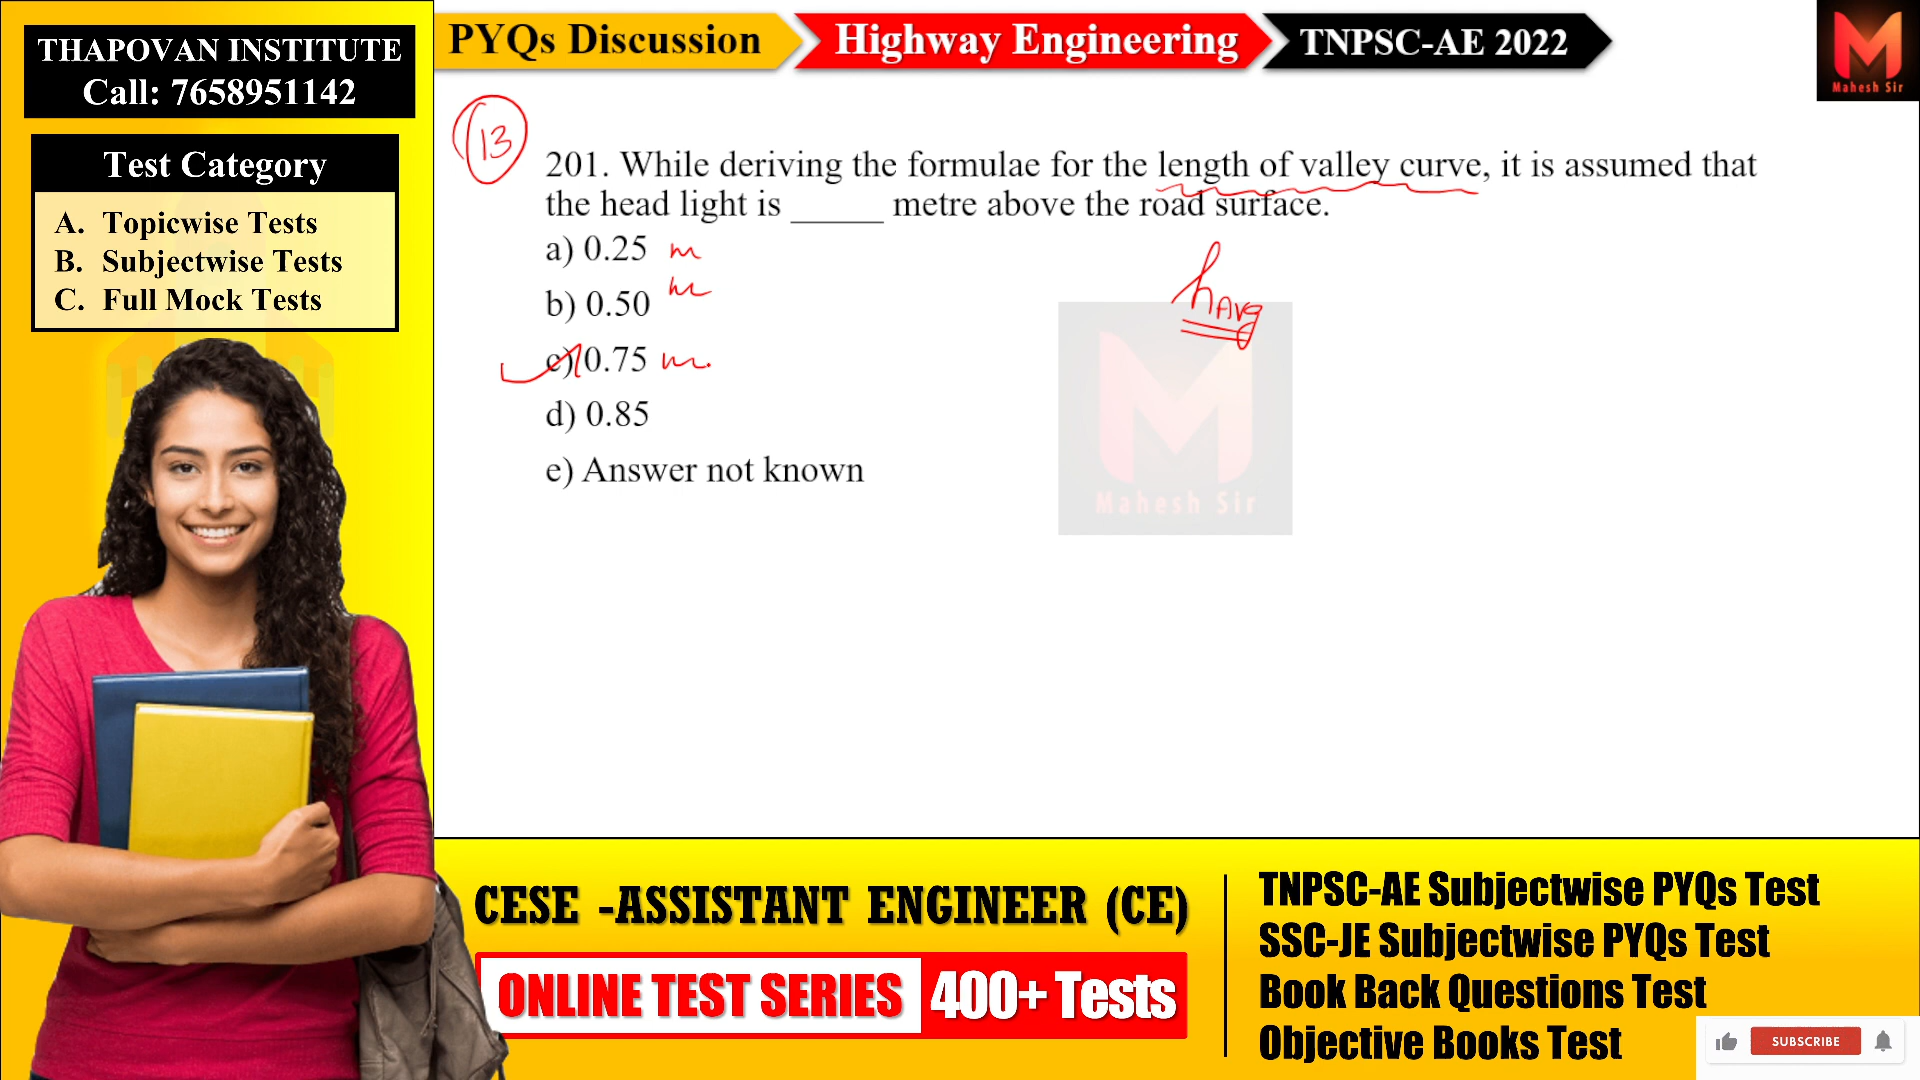 THAPOVAN INSTITUTE
Call: 7658951142
Test Category
A. Topicwise Tests
B. Subjectwise Tests
C. Full Mock Tests
PYQs Discussion
Highway Engineering
TNPSC-AE 2022
M
Mahesh Sir
13
201. While deriving the formulae for the length of valley curve, it is assumed that
the head light is ______ metre above the road surface.
a) 0.25 m
b) 0.50 m
c) 0.75 m.
d) 0.85
e) Answer not known
hAvg
M
Mahesh Sir
CESE -ASSISTANT ENGINEER (CE)
ONLINE TEST SERIES 400+ Tests
TNPSC-AE Subjectwise PYQs Test
SSC-JE Subjectwise PYQs Test
Book Back Questions Test
Objective Books Test
SUBSCRIBE